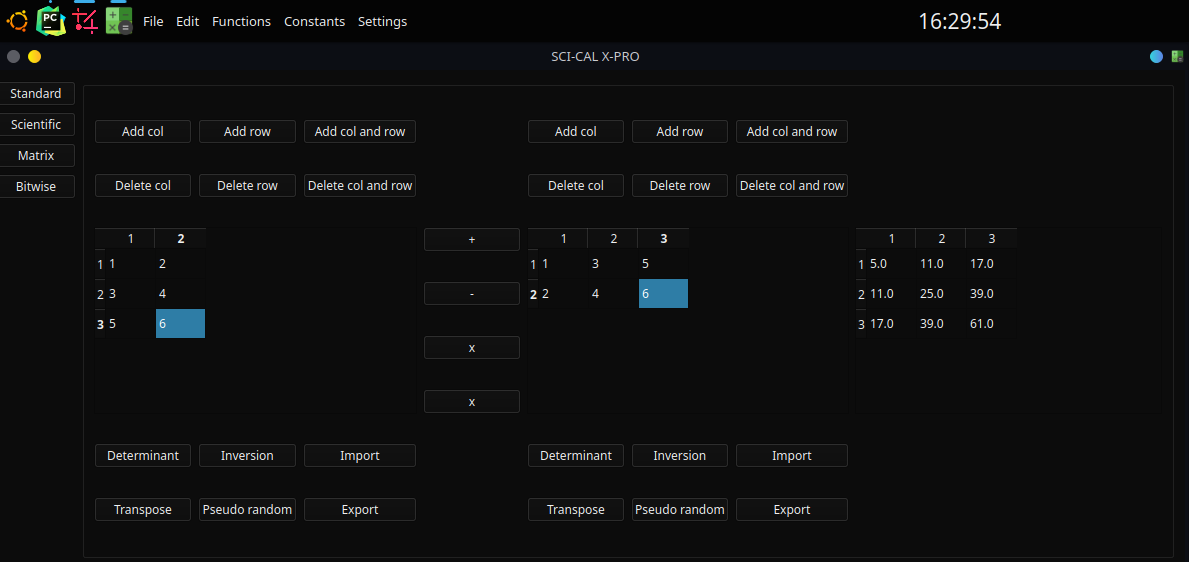 PC File Edit Functions Constants Settings 16:29:54
SCI-CAL X-PRO
Standard
Scientific
Matrix
Bitwise
Add col Add row Add col and row Add col Add row Add col and row
Delete col Delete row Delete col and row Delete col Delete row Delete col and row
1 2 + 1 2 3 1 2 3
1 1 2 1 1 3 5 1 5.0 11.0 17.0
2 3 4 - 2 2 4 6 2 11.0 25.0 39.0
3 5 6 3 17.0 39.0 61.0
x
x
Determinant Inversion Import Determinant Inversion Import
Transpose Pseudo random Export Transpose Pseudo random Export